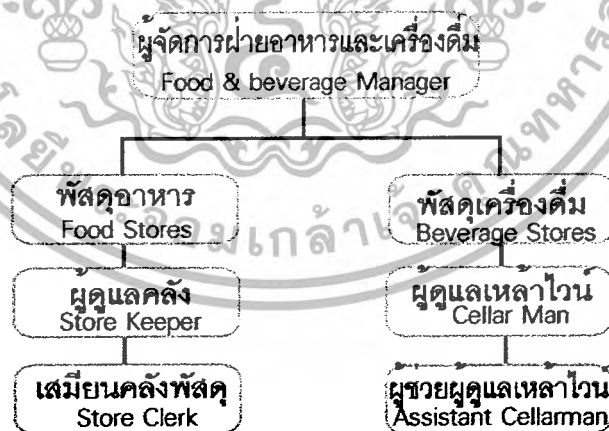 ผู้จัดการฝ่ายอาหารและเครื่องดื่ม
Food & beverage Manager
พัสดุอาหาร
Food Stores
พัสดุเครื่องดื่ม
Beverage Stores
ผู้ดูแลคลัง
Store Keeper
ผู้ดูแลเหล้าไวน์
Cellar Man
เสมียนคลังพัสดุ
Store Clerk
ผู้ช่วยผู้ดูแลเหล้าไวน์
Assistant Cellarman